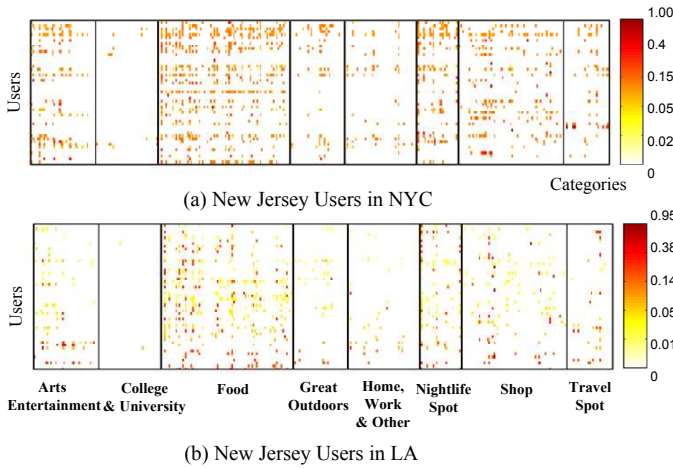 1.00
0.4
0.15
0.05
0.02
0
Users
Categories
(a) New Jersey Users in NYC
0.95
0.38
0.14
0.05
0.01
0
Users
Arts
Entertainment
College
& University
Food
Great
Outdoors
Home,
Work
& Other
Nightlife
Spot
Shop
Travel
Spot
(b) New Jersey Users in LA